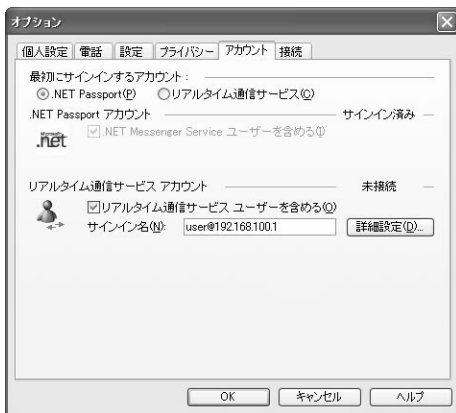 オプション
個人設定 電話 設定 プライバシー アカウント 接続
最初にサインインするアカウント:
.NET Passport(P) リアルタイム通信サービス(C)
.NET Passport アカウント サインイン済み
.NET Messenger Service ユーザーを含める(I)
.net
リアルタイム通信サービス アカウント 未接続
リアルタイム通信サービス ユーザーを含める(O)
サインイン名(N): user@192.168.100.1 詳細設定(D)...
OK キャンセル ヘルプ